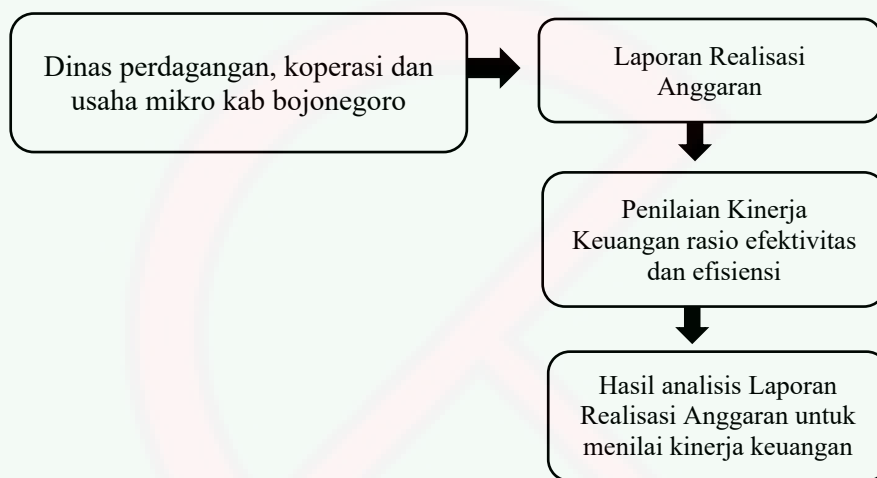 Dinas perdagangan, koperasi dan
usaha mikro kab bojonegoro
Laporan Realisasi
Anggaran
Penilaian Kinerja
Keuangan rasio efektivitas
dan efisiensi
Hasil analisis Laporan
Realisasi Anggaran untuk
menilai kinerja keuangan